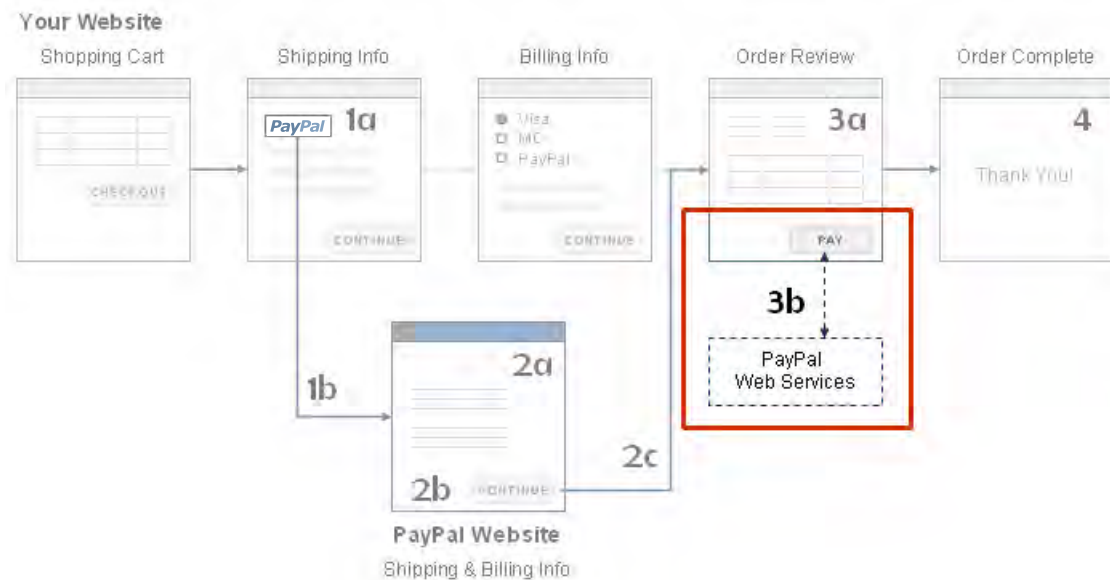 Your Website
Shopping Cart
Shipping Info
Billing Info
Order Review
Order Complete
PayPal
1a
Visa
MC
PayPal
3a
4
CHECKOUT
Thank You!
CONTINUE
CONTINUE
PAY
3b
PayPal
Web Services
2a
1b
2c
2b
CONTINUE
PayPal Website
Shipping & Billing Info